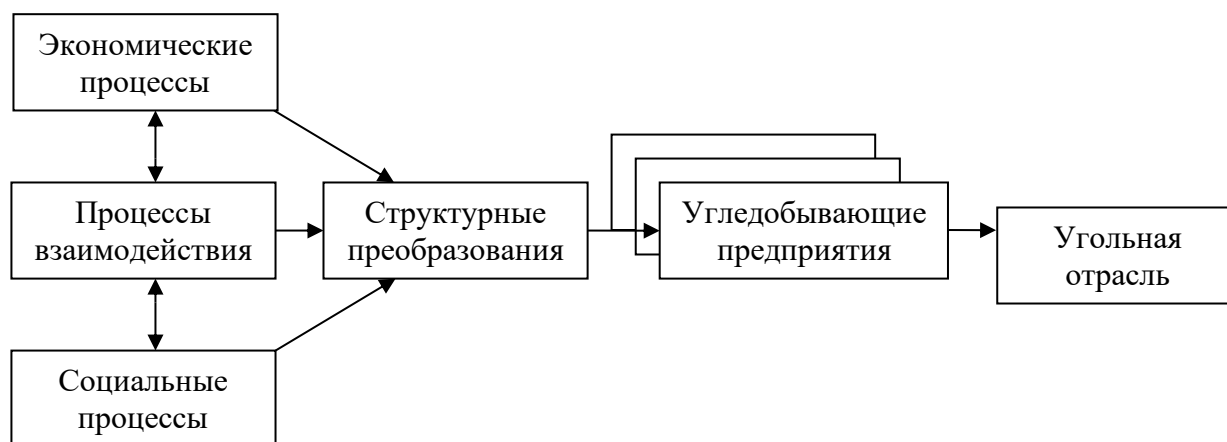 Экономические
процессы
Процессы
взаимодействия
Структурные
преобразования
Угледобывающие
предприятия
Угольная
отрасль
Социальные
процессы